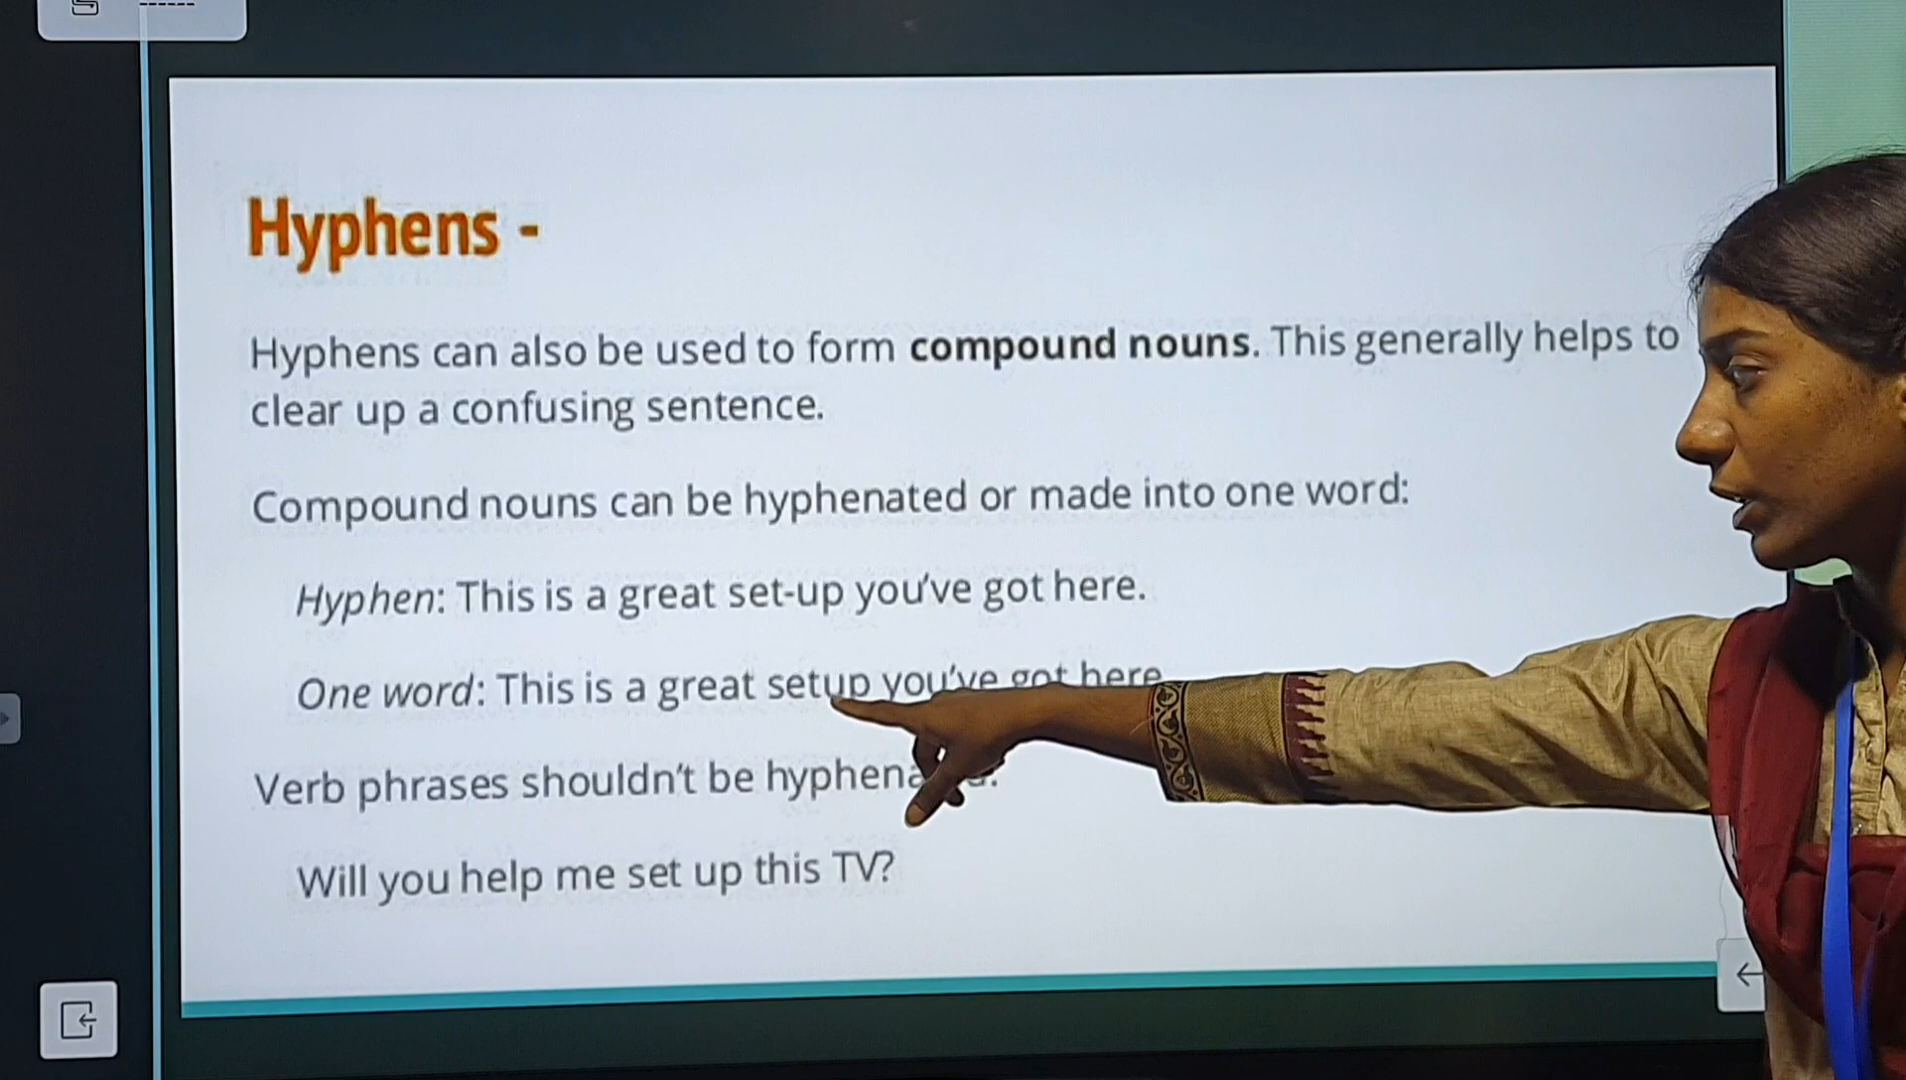 Hyphens -
Hyphens can also be used to form compound nouns. This generally helps to
clear up a confusing sentence.
Compound nouns can be hyphenated or made into one word:
Hyphen: This is a great set-up you've got here.
One word: This is a great setup you've got here
Verb phrases shouldn't be
Will you help me set up this TV?